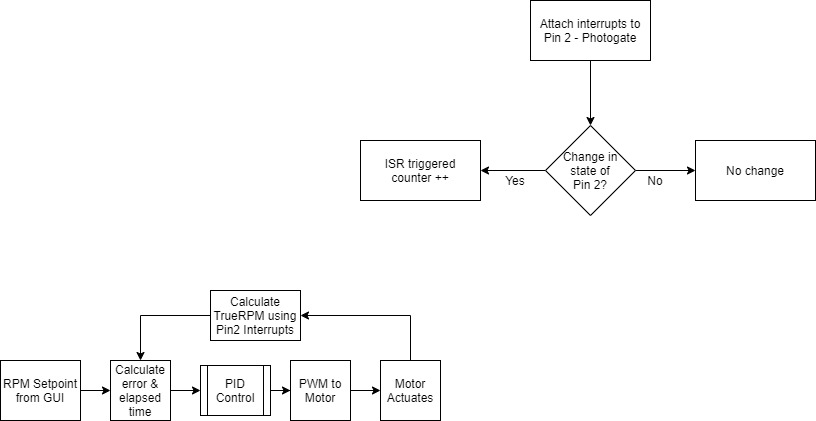 Attach interrupts to
Pin 2 - Photogate
ISR triggered
counter ++
Yes
Change in
state of
Pin 2?
No
No change
Calculate
TrueRPM using
Pin2 Interrupts
RPM Setpoint
from GUI
Calculate
error &
elapsed
time
PID
Control
PWM to
Motor
Motor
Actuates